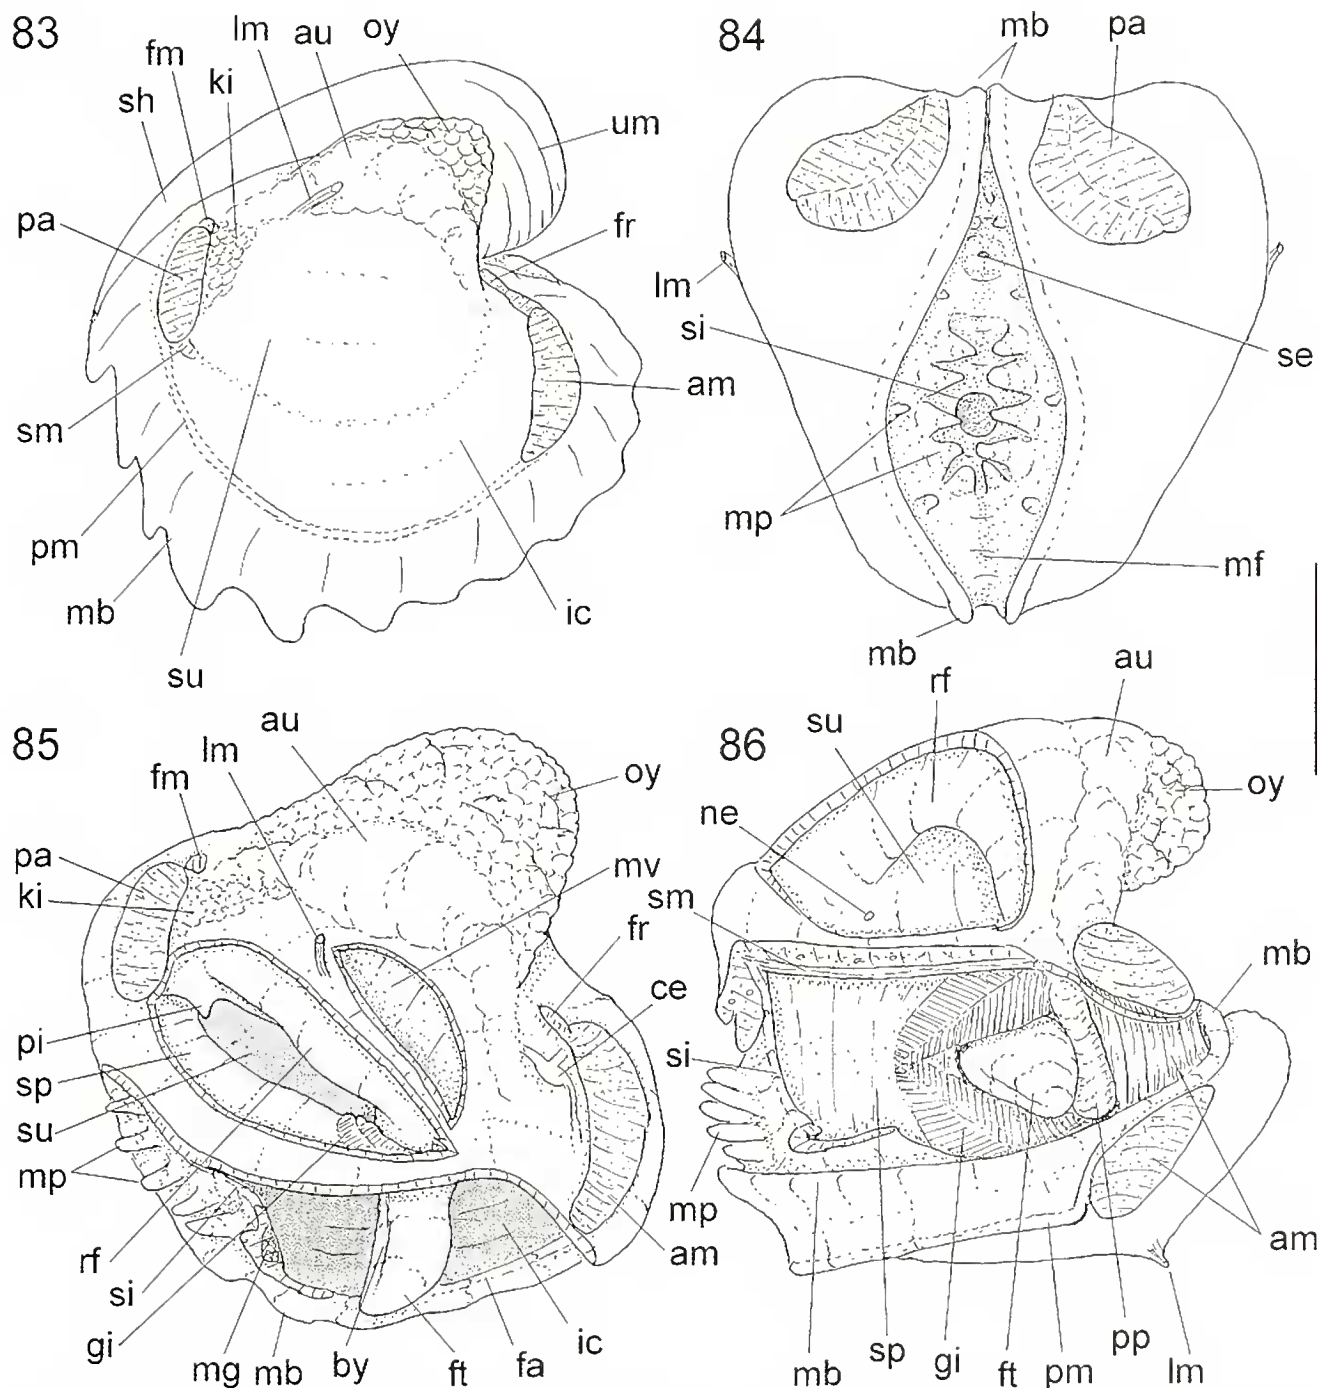 83
fm
lm
au
oy
sh
ki
um
pa
fr
am
sm
pm
mb
su
ic
84
mb
pa
lm
si
se
mp
mf
mb
85
au
lm
fm
oy
pa
ki
mv
fr
ce
pi
sp
su
mp
rf
si
gi
mg
mb
by
ft
fa
ic
am
86
rf
su
au
ne
oy
sm
mb
si
mp
mb
sp
gi
ft
pm
pp
lm
am